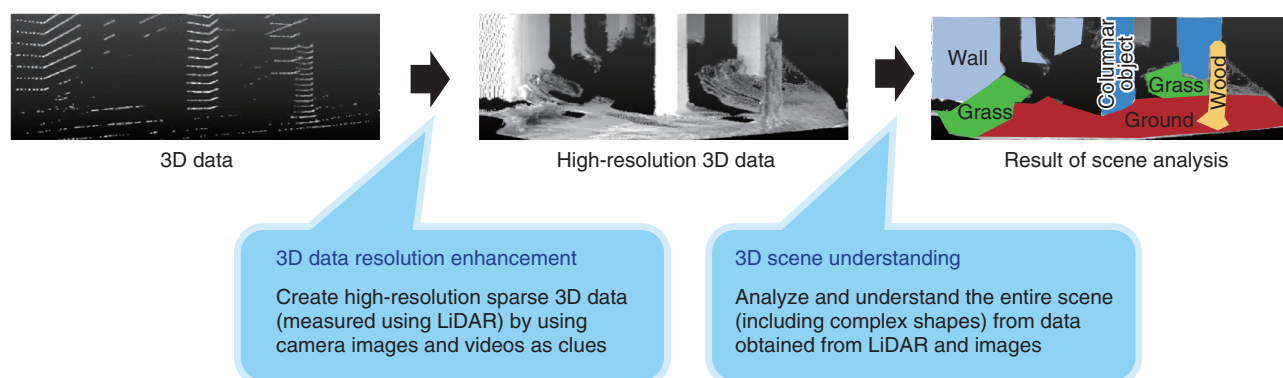 Wall
Grass
Columnar
object
Grass
Wood
Ground
3D data
High-resolution 3D data
Result of scene analysis
3D data resolution enhancement
Create high-resolution sparse 3D data
(measured using LiDAR) by using
camera images and videos as clues
3D scene understanding
Analyze and understand the entire scene
(including complex shapes) from data
obtained from LiDAR and images